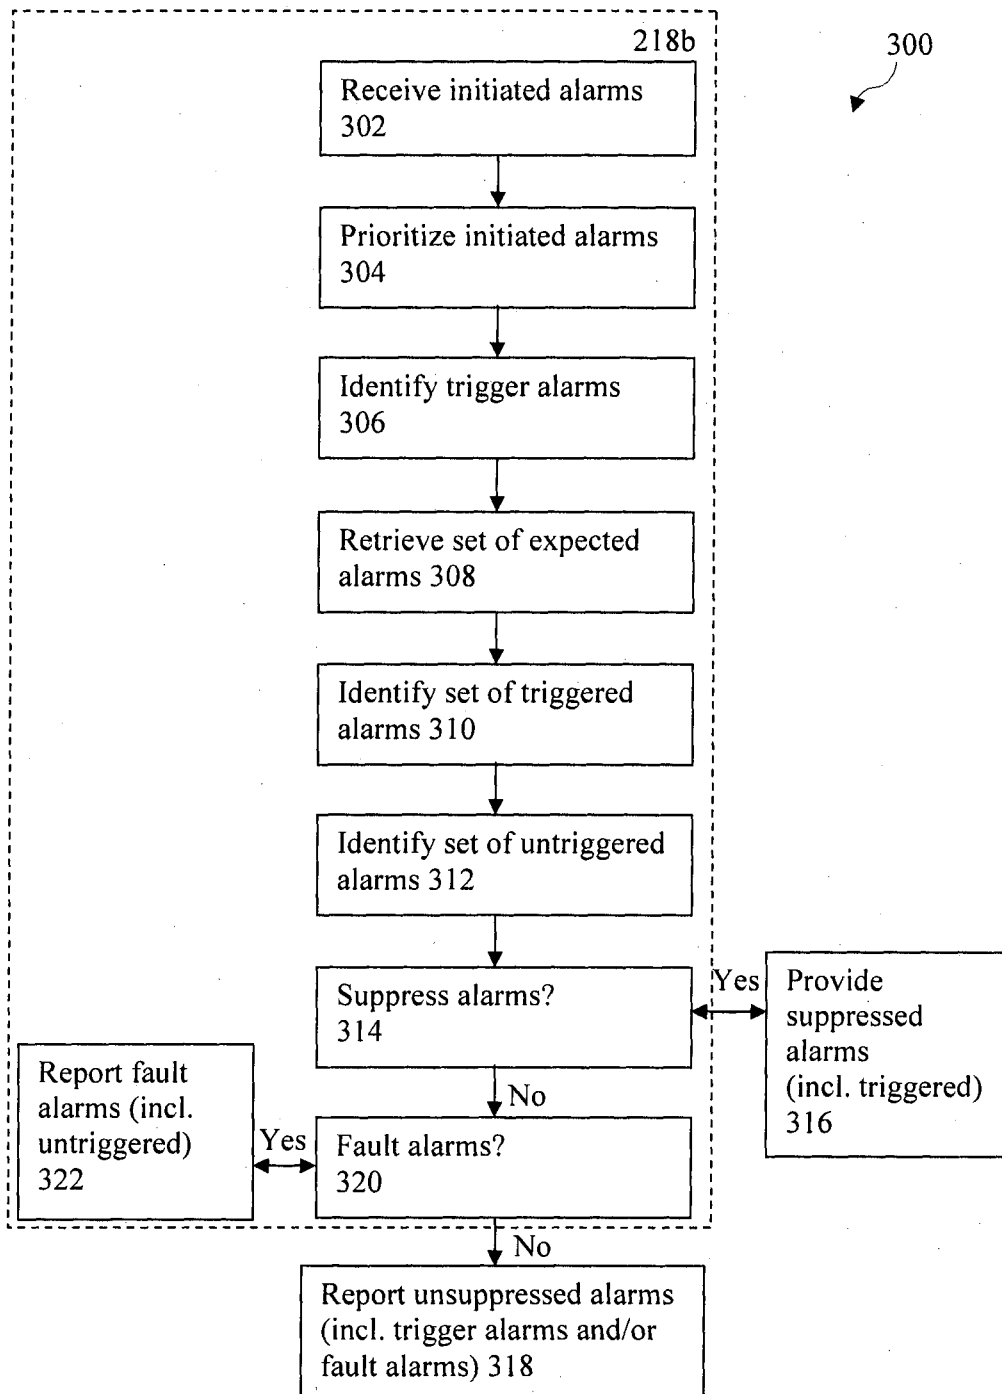 218b
300
Receive initiated alarms
302
Prioritize initiated alarms
304
Identify trigger alarms
306
Retrieve set of expected
alarms 308
Identify set of triggered
alarms 310
Identify set of untriggered
alarms 312
Suppress alarms?
314
Yes
Provide
suppressed
alarms
(incl. triggered)
316
No
Report fault
alarms (incl.
untriggered)
322
Yes
Fault alarms?
320
No
Report unsuppressed alarms
(incl. trigger alarms and/or
fault alarms) 318